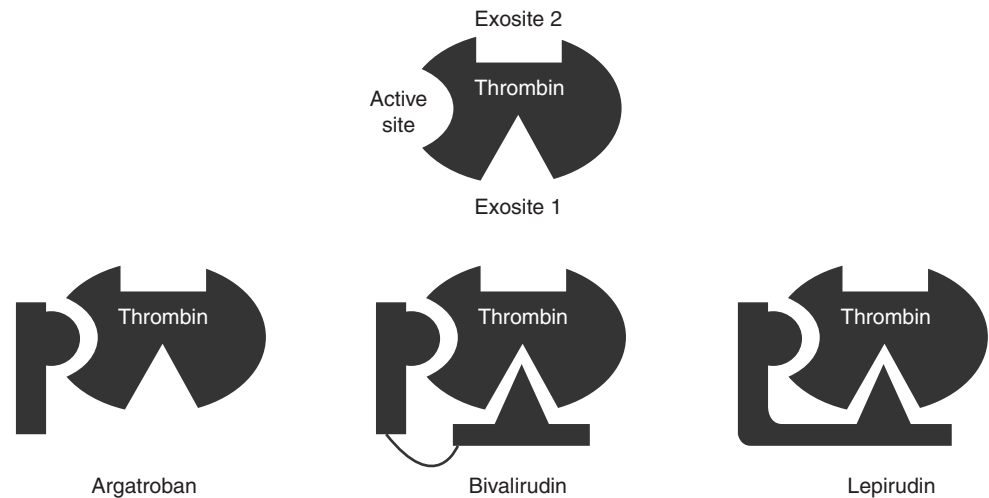 Exosite 2
Thrombin
Active
site
Exosite 1
Thrombin
Thrombin
Thrombin
Argatroban
Bivalirudin
Lepirudin